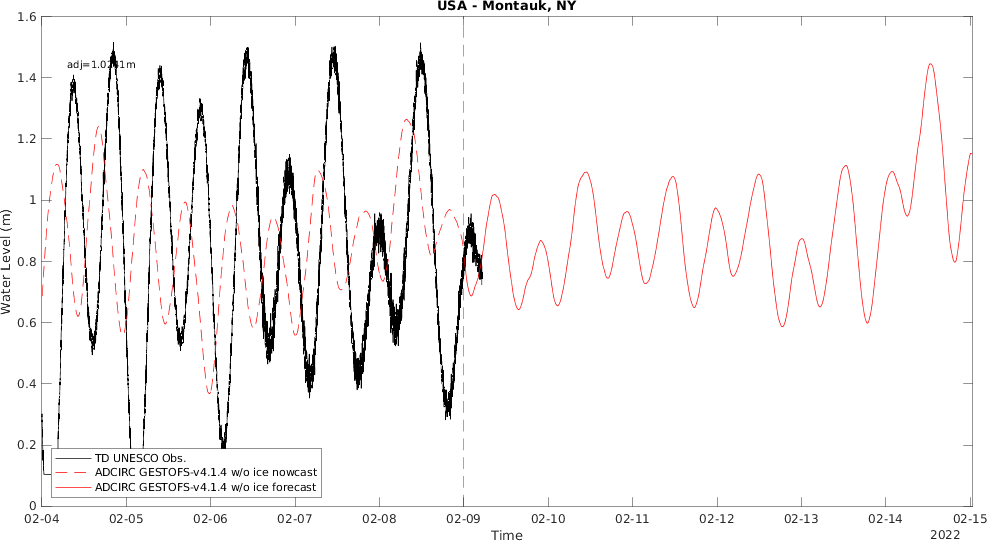 USA - Montauk, NY
1.6
1.4
1.2
1
0.8
0.6
0.4
0.2
0
Water Level (m)
TD UNESCO Obs.
ADCIRC GESTOFS-v4.1.4 w/o ice nowcast
ADCIRC GESTOFS-v4.1.4 w/o ice forecast
02-04 02-05 02-06 02-07 02-08 02-09 02-10 02-11 02-12 02-13 02-14 02-15
Time
2022